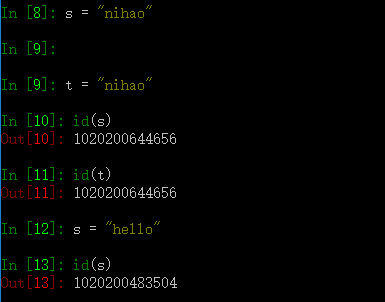 In [8]: s = "nihao"
In [9]:
In [9]: t = "nihao"
In [10]: id(s)
Out[10]: 1020200644656
In [11]: id(t)
Out[11]: 1020200644656
In [12]: s = "hello"
In [13]: id(s)
Out[13]: 1020200483504